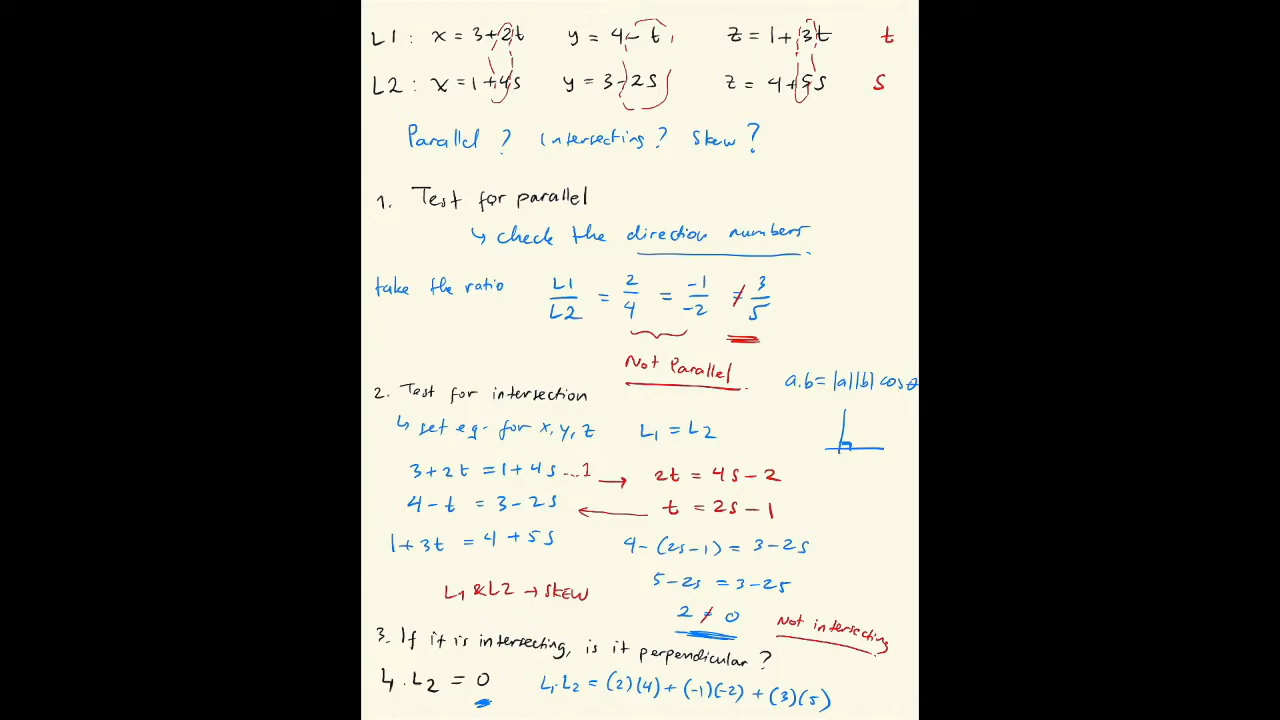 L1 : x = 3+2t y = 4- t z = 1+3t t
L2 : x = 1+4s y = 3-2s z = 4+5s s
Parallel ? Intersecting ? Skew ?
1. Test for parallel
↳ check the direction numbers
take the ratio L1/L2 = 2/4 = -1/-2 ≠ 3/5
Not Parallel
a.b = |a||b| cos θ
2. Test for intersection
↳ set eq. for x, y, z L1 = L2
3+2t = 1+4s ...1 → 2t = 4s-2
4-t = 3-2s ← t = 2s-1
1+3t = 4+5s 4-(2s-1) = 3-2s
5-2s = 3-2s
L1 & L2 → SKEW
2 ≠ 0 Not intersecting
3. If it is intersecting, is it perpendicular ?
L1.L2 = 0 L1.L2 = (2)(4)+(-1)(-2)+(3)(5)